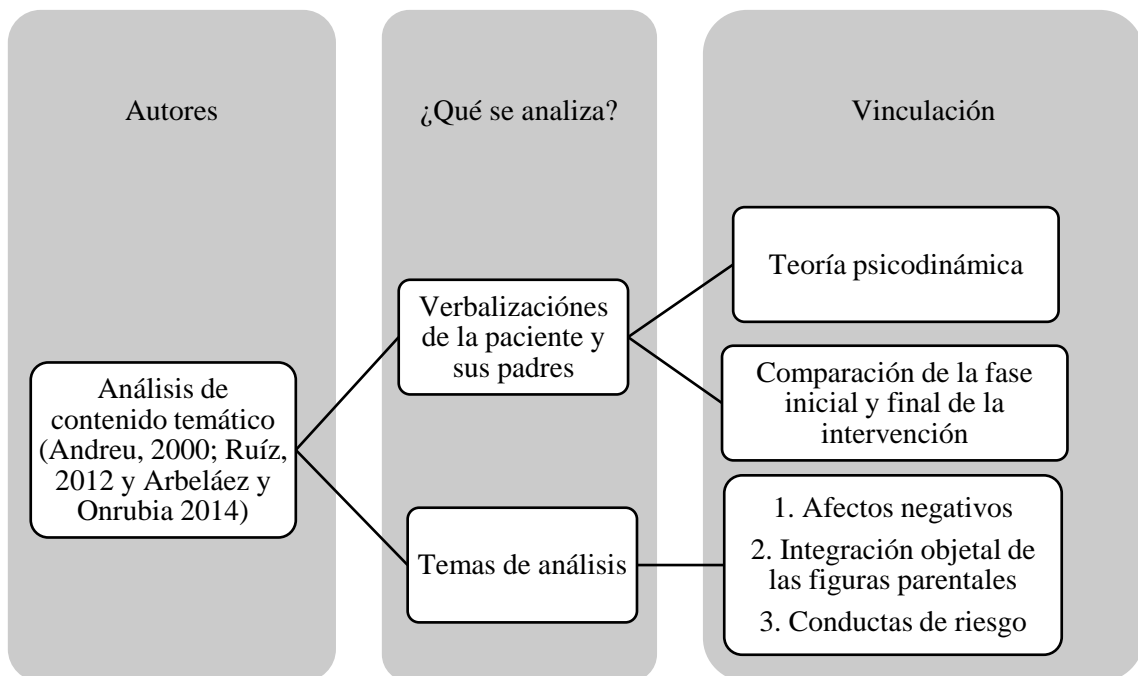 Autores
¿Qué se analiza?
Vinculación
Análisis de
contenido temático
(Andreu, 2000; Ruíz,
2012 y Arbeláez y
Onrubia 2014)
Verbalizaciónes
de la paciente y
sus padres
Temas de análisis
Teoría psicodinámica
Comparación de la fase
inicial y final de la
intervención
1. Afectos negativos
2. Integración objetal de
las figuras parentales
3. Conductas de riesgo